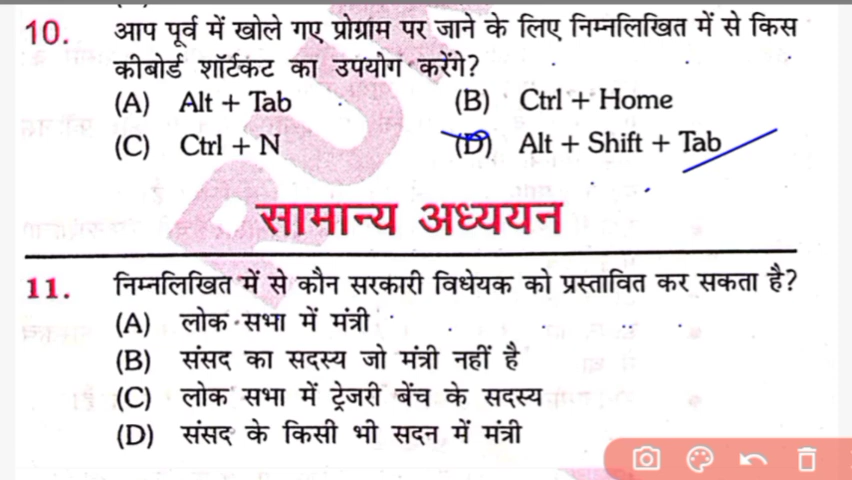 10. आप पूर्व में खोले गए प्रोग्राम पर जाने के लिए निम्नलिखित में से किस
कीबोर्ड शॉर्टकट का उपयोग करेंगे?
(A) Alt + Tab (B) Ctrl + Home
(C) Ctrl + N (D) Alt + Shift + Tab
सामान्य अध्ययन
11. निम्नलिखित में से कौन सरकारी विधेयक को प्रस्तावित कर सकता है?
(A) लोक सभा में मंत्री
(B) संसद का सदस्य जो मंत्री नहीं है
(C) लोक सभा में ट्रेजरी बेंच के सदस्य
(D) संसद के किसी भी सदन में मंत्री